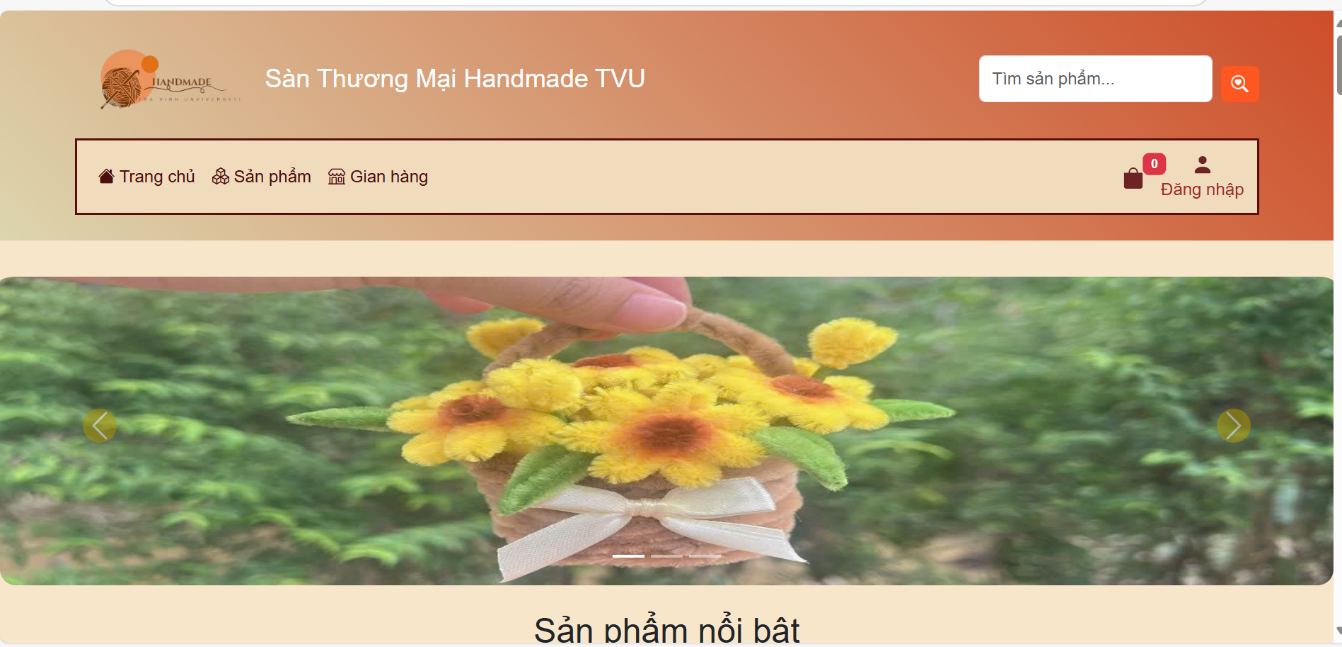 HANDMADE
Sàn Thương Mại Handmade TVU
Tìm sản phẩm...
Trang chủ
Sản phẩm
Gian hàng
0
Đăng nhập
Sản phẩm nổi bật